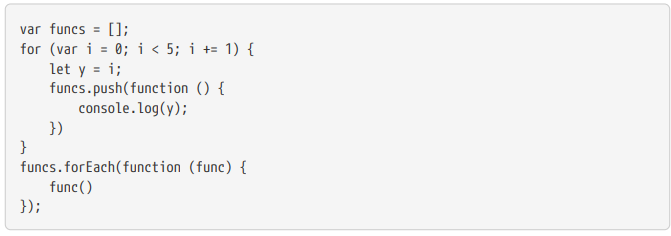 var funcs = [];
for (var i = 0; i < 5; i += 1) {
    let y = i;
    funcs.push(function () {
        console.log(y);
    })
}
funcs.forEach(function (func) {
    func()
});